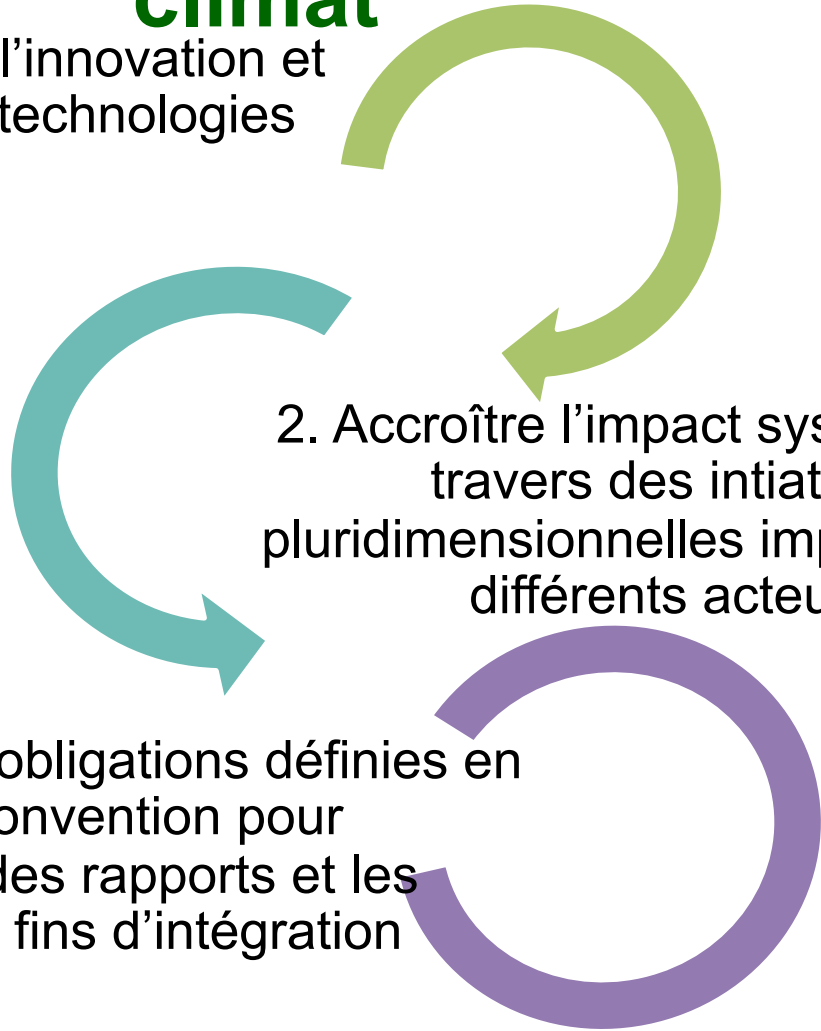 climat
l’innovation et
technologies
2. Accroître l’impact sys
travers des intiat
pluridimensionnelles imp
différents acteu
obligations définies en
onvention pour
des rapports et les
fins d’intégration